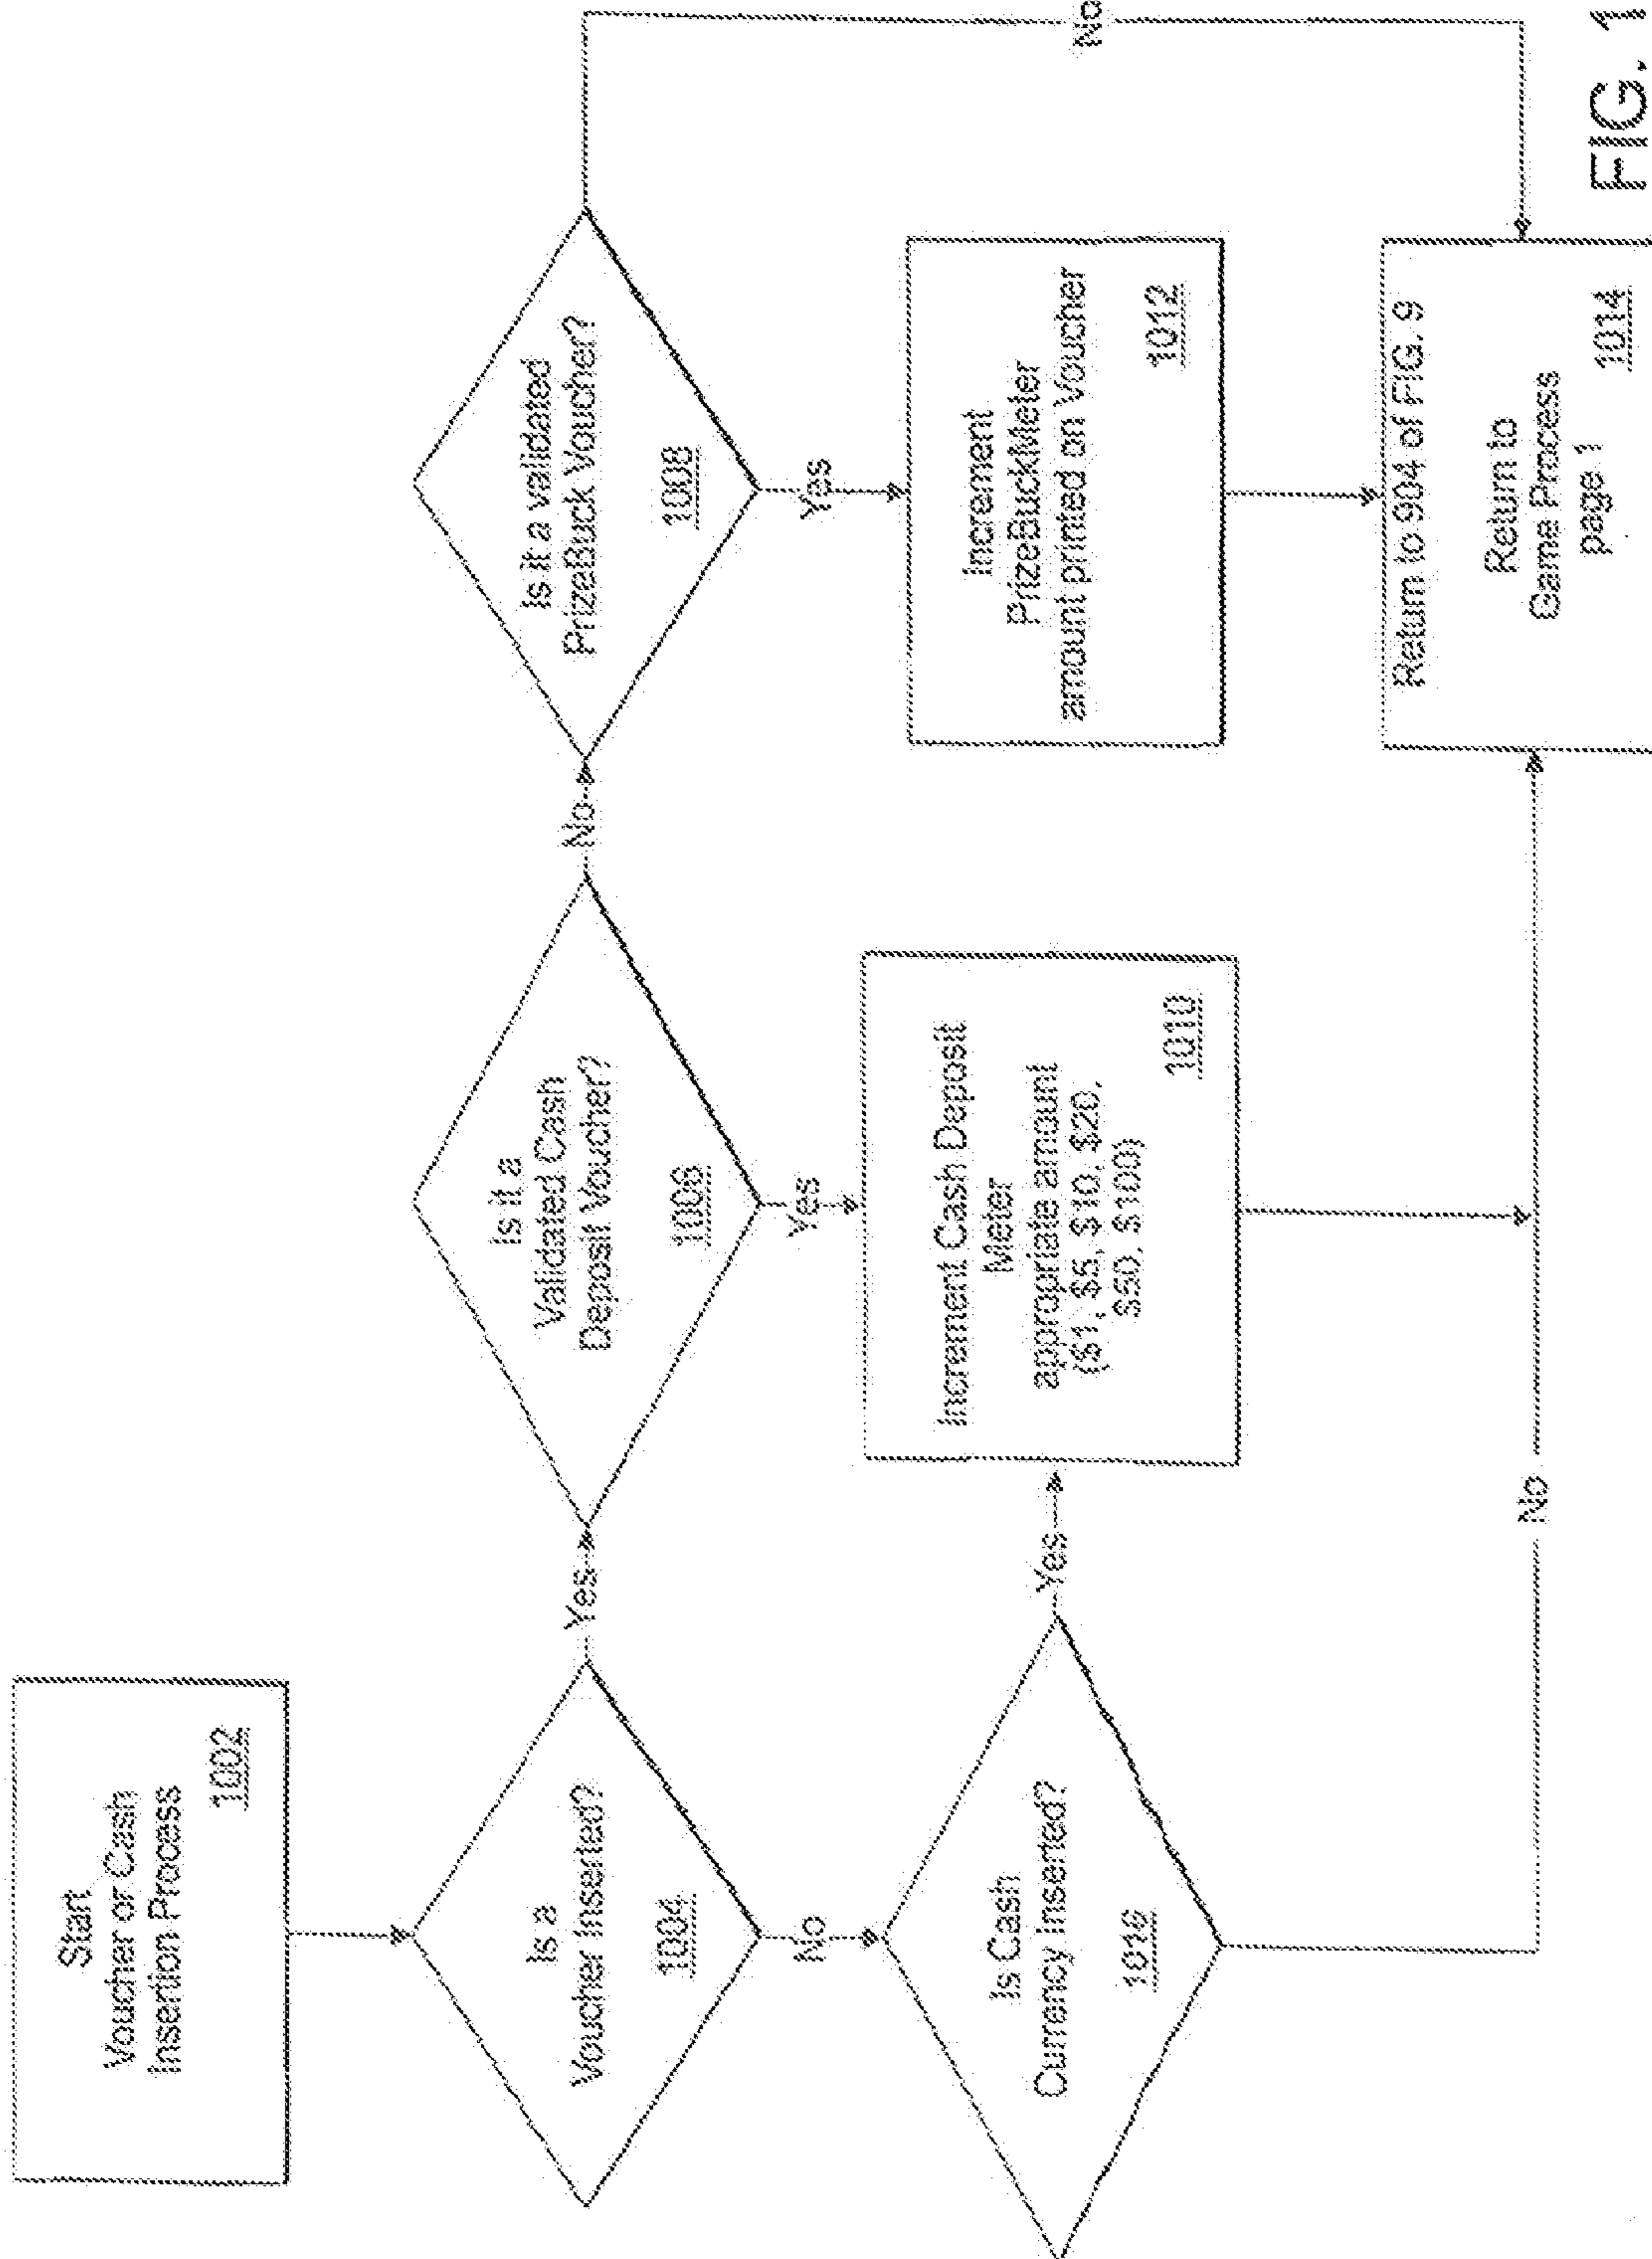 Start
Voucher or Cash
Insertion Process
1002
Is a
Voucher Inserted?
1004
Yes
Is it a
Validated Cash
Deposit Voucher?
1006
No
Is it a validated
PrizeBuck Voucher?
1008
No
No
Yes
Yes
Is Cash
Currency Inserted?
1016
Yes
Increment Cash Deposit
Meter
appropriate amount
($1, $5, $10, $20,
$50, $100)
1010
Increment
PrizeBuckMeter
amount printed on Voucher
1012
No
Return to 904 of FIG. 9
Return to
Game Process
page 1
1014
FIG. 1